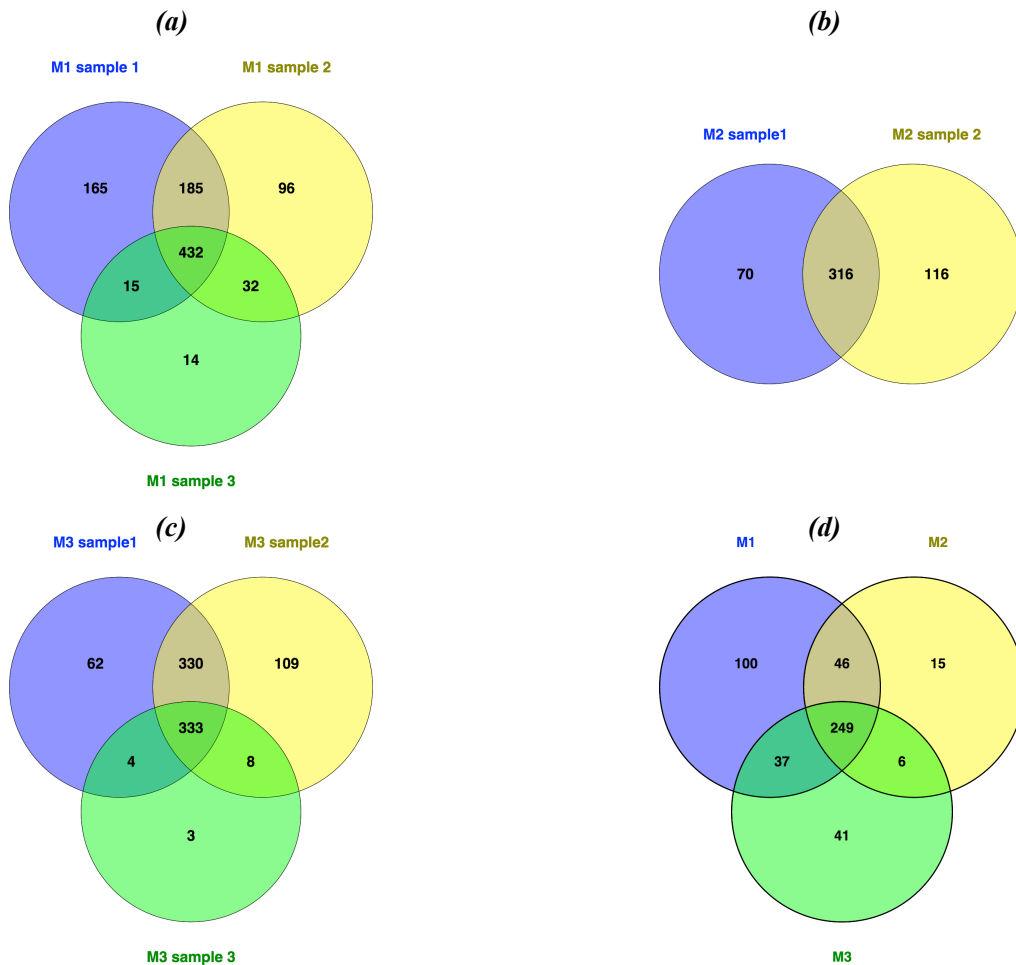 (a)
(b)
M1 sample 1
M1 sample 2
M2 sample1
M2 sample 2
165
185
96
432
15
32
14
70
316
116
M1 sample 3
(c)
(d)
M3 sample1
M3 sample2
M1
M2
62
330
109
333
4
8
3
100
46
15
249
37
6
41
M3 sample 3
M3